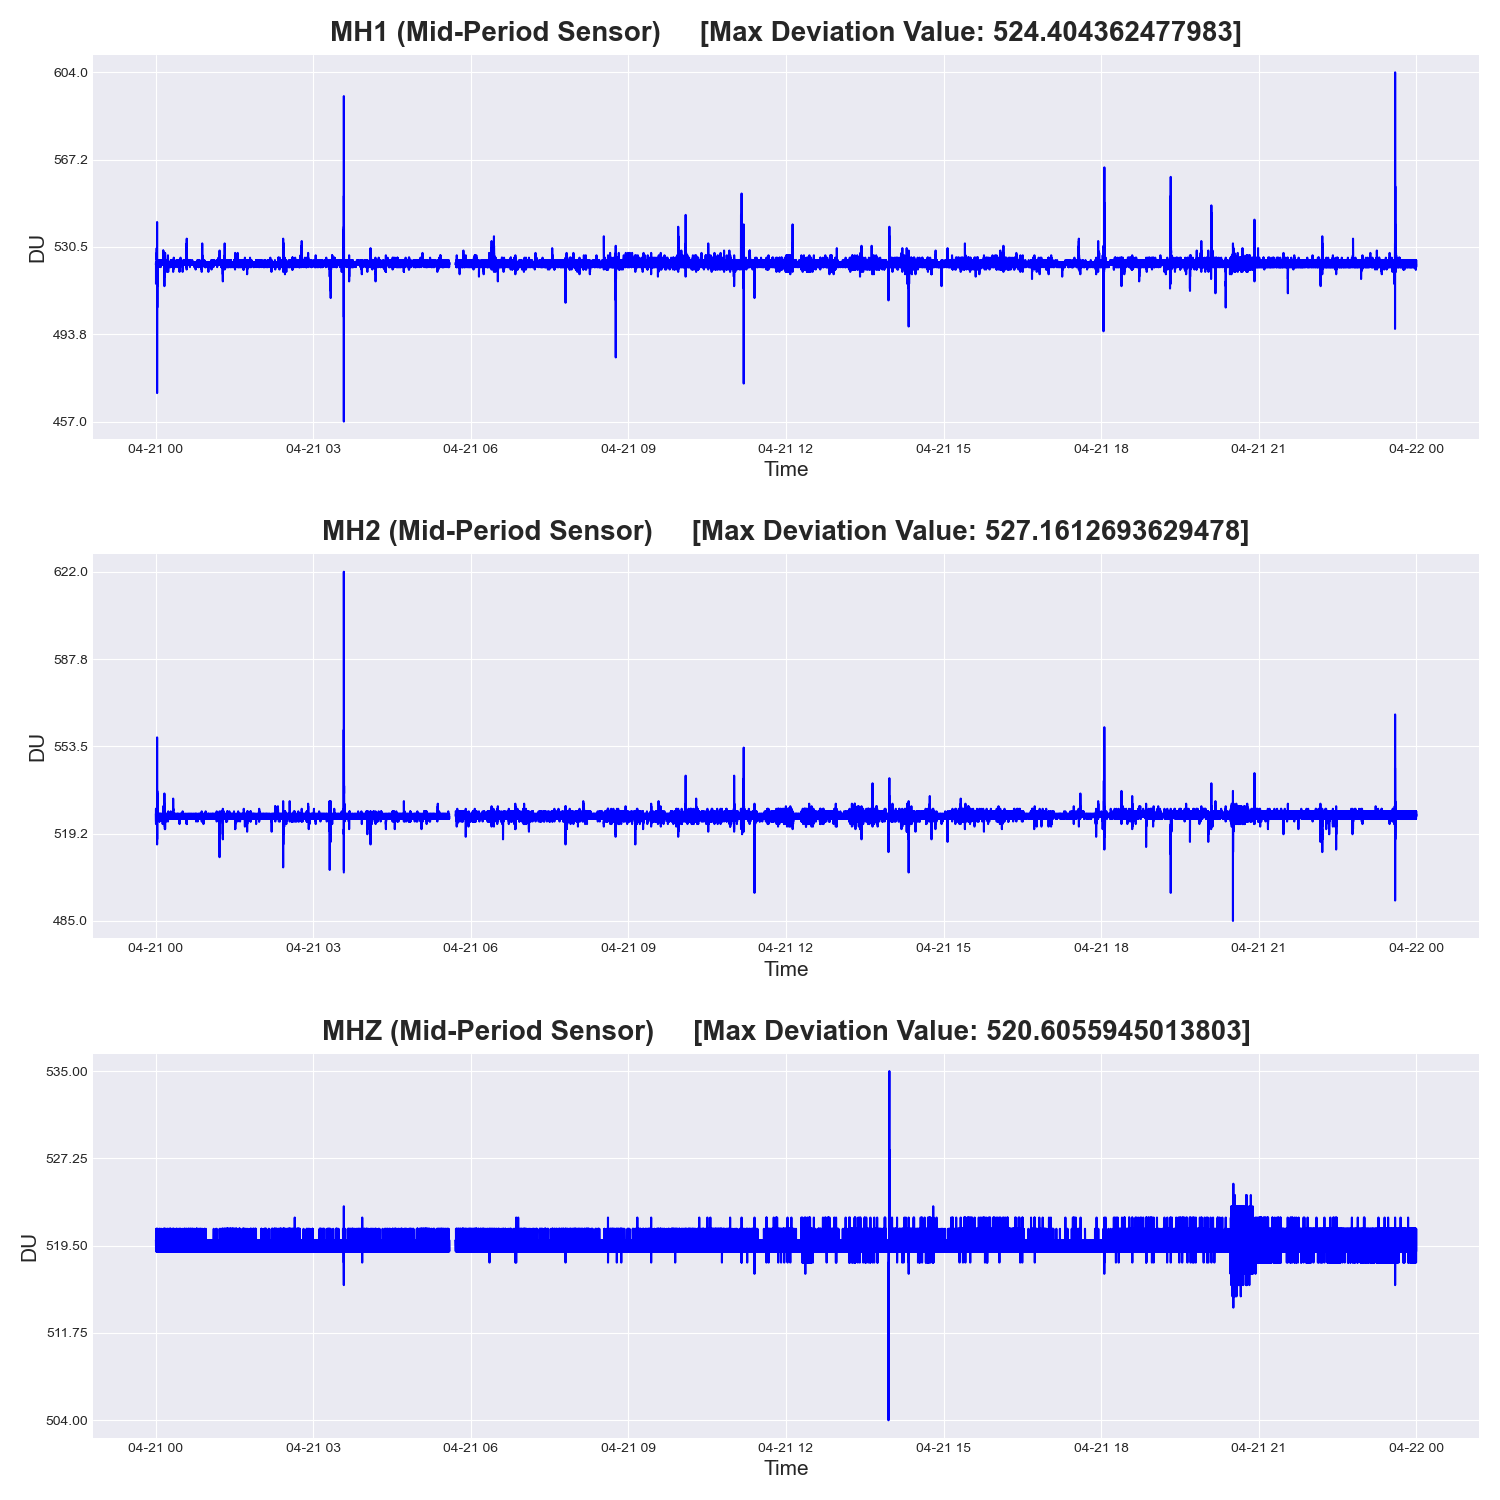 MH1 (Mid-Period Sensor) [Max Deviation Value: 524.404362477983]
604.0
567.2
530.5
493.8
457.0
DU
04-21 00 04-21 03 04-21 06 04-21 09 04-21 12 04-21 15 04-21 18 04-21 21 04-22 00
Time
MH2 (Mid-Period Sensor) [Max Deviation Value: 527.1612693629478]
622.0
587.8
553.5
519.2
485.0
DU
04-21 00 04-21 03 04-21 06 04-21 09 04-21 12 04-21 15 04-21 18 04-21 21 04-22 00
Time
MHZ (Mid-Period Sensor) [Max Deviation Value: 520.6055945013803]
535.00
527.25
519.50
511.75
504.00
DU
04-21 00 04-21 03 04-21 06 04-21 09 04-21 12 04-21 15 04-21 18 04-21 21 04-22 00
Time